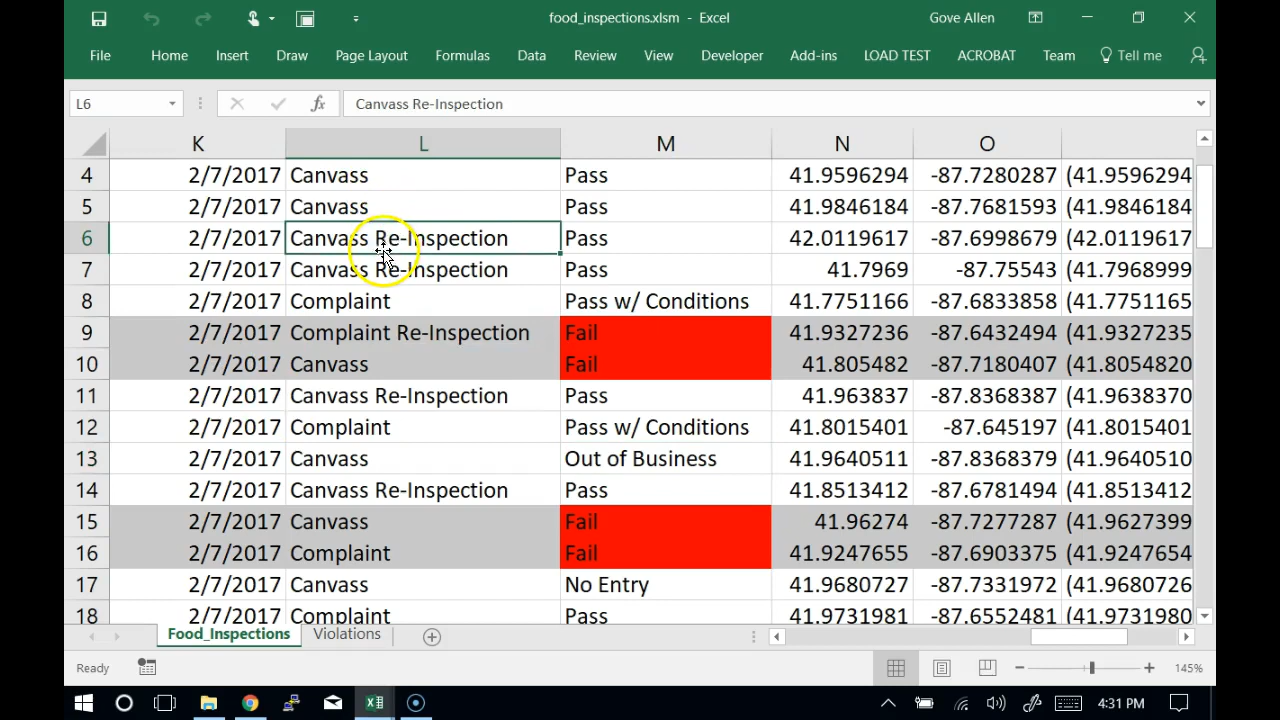 food_inspections.xlsm - Excel
Gove Allen
File Home Insert Draw Page Layout Formulas Data Review View Developer Add-ins LOAD TEST ACROBAT Team Tell me
L6 fx Canvass Re-Inspection
K L M N O
4 2/7/2017 Canvass Pass 41.9596294 -87.7280287 (41.9596294
5 2/7/2017 Canvass Pass 41.9846184 -87.7681593 (41.9846184
6 2/7/2017 Canvass Re-Inspection Pass 42.0119617 -87.6998679 (42.0119617
7 2/7/2017 Canvass Re-Inspection Pass 41.7969 -87.75543 (41.7968999
8 2/7/2017 Complaint Pass w/ Conditions 41.7751166 -87.6833858 (41.7751165
9 2/7/2017 Complaint Re-Inspection Fail 41.9327236 -87.6432494 (41.9327235
10 2/7/2017 Canvass Fail 41.805482 -87.7180407 (41.8054820
11 2/7/2017 Canvass Re-Inspection Pass 41.963837 -87.8368387 (41.9638370
12 2/7/2017 Complaint Pass w/ Conditions 41.8015401 -87.645197 (41.8015401
13 2/7/2017 Canvass Out of Business 41.9640511 -87.8368379 (41.9640510
14 2/7/2017 Canvass Re-Inspection Pass 41.8513412 -87.6781494 (41.8513412
15 2/7/2017 Canvass Fail 41.96274 -87.7277287 (41.9627399
16 2/7/2017 Complaint Fail 41.9247655 -87.6903375 (41.9247654
17 2/7/2017 Canvass No Entry 41.9680727 -87.7331972 (41.9680726
18 2/7/2017 Complaint Pass 41.9731981 -87.6552481 (41.9731980
Food_Inspections Violations
Ready 145%
4:31 PM